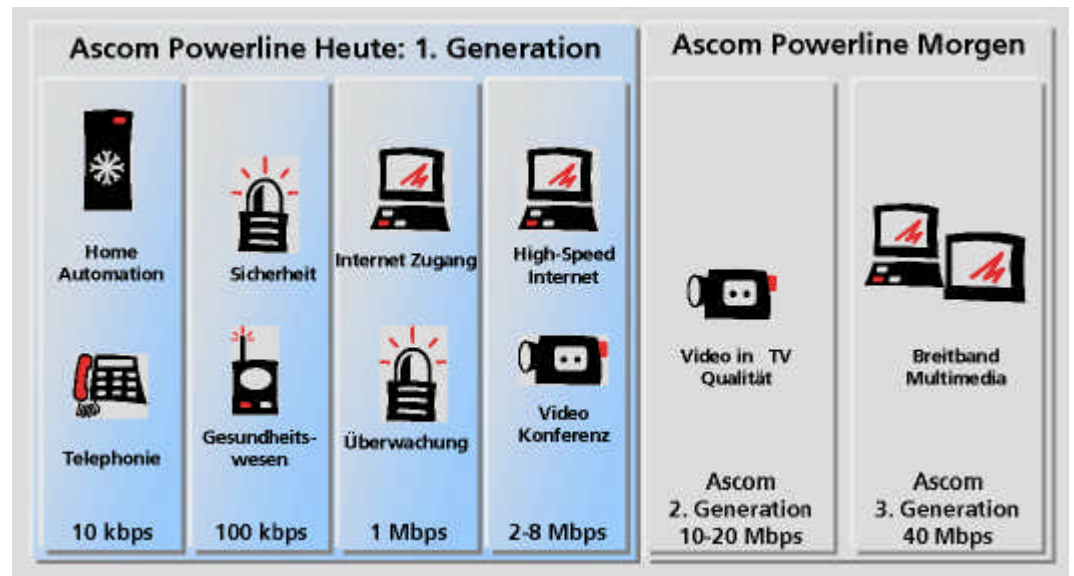 Ascom Powerline Heute: 1. Generation
Home
Automation
Telephonie
10 kbps
Sicherheit
Gesundheits-
wesen
100 kbps
Internet Zugang
Überwachung
1 Mbps
High-Speed
Internet
Video
Konferenz
2-8 Mbps
Ascom Powerline Morgen
Video in TV
Qualität
Ascom
2. Generation
10-20 Mbps
Breitband
Multimedia
Ascom
3. Generation
40 Mbps